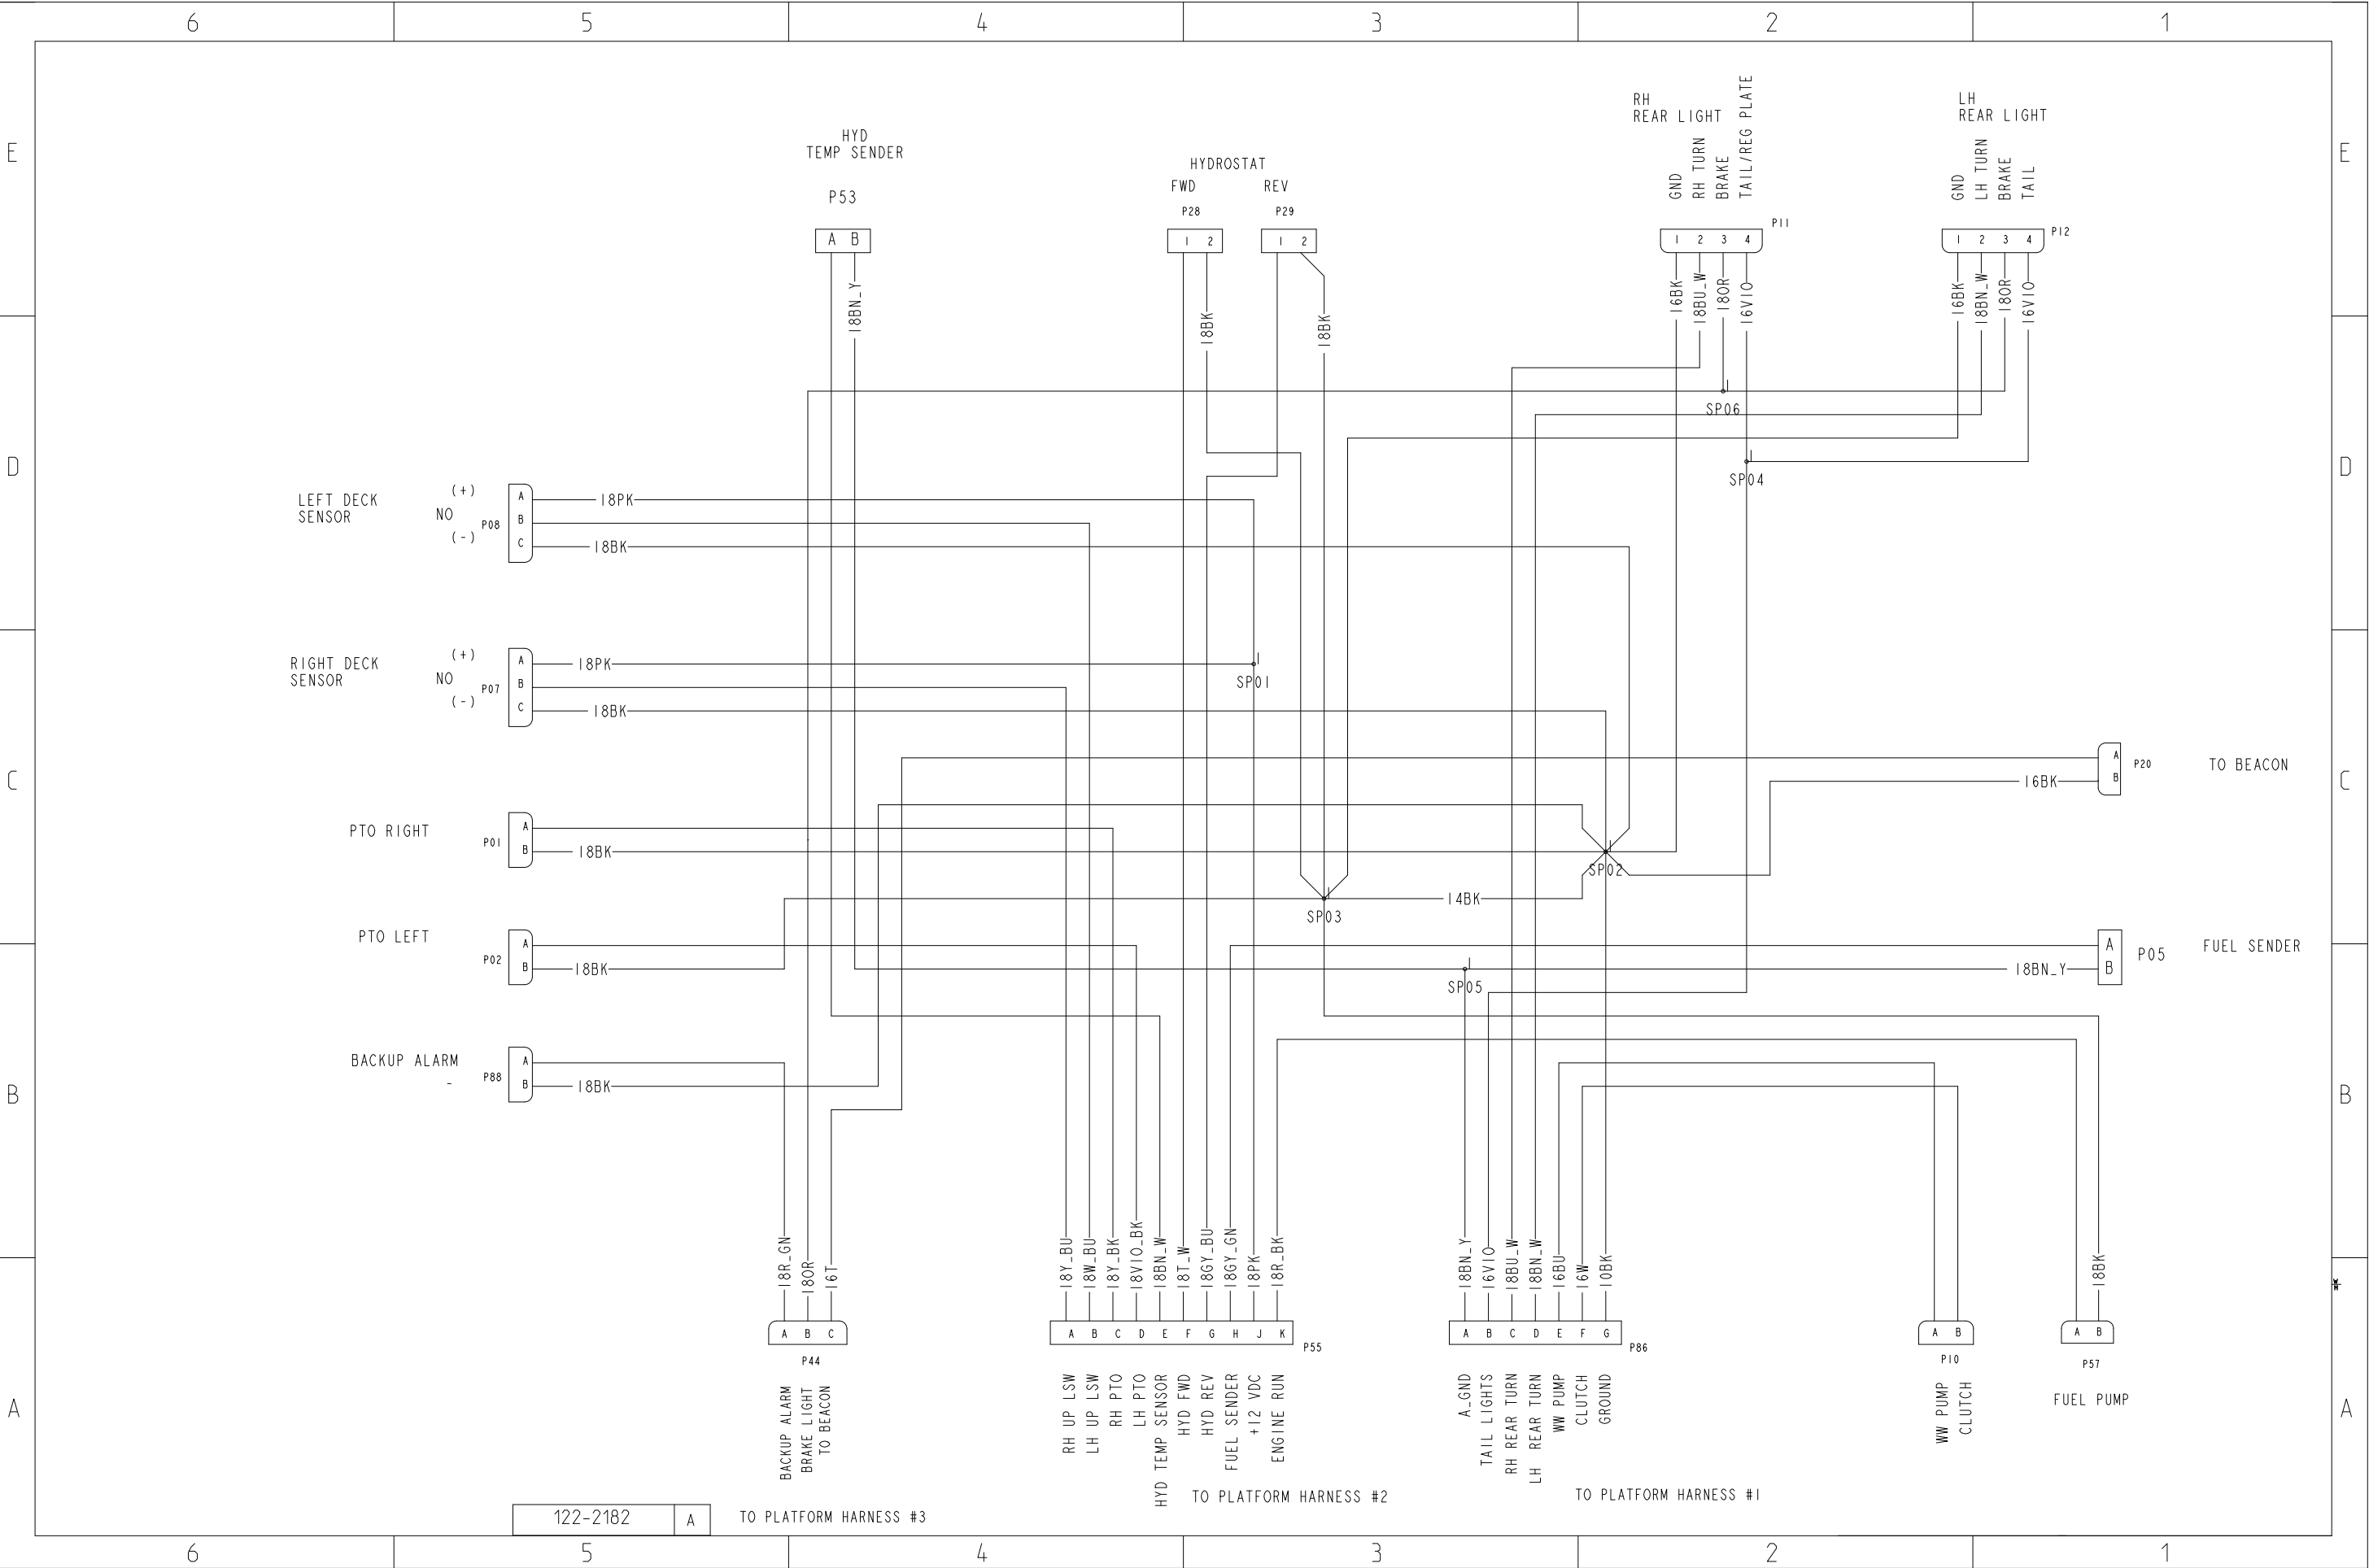 6 5 4 3 2 1
E E
D D
C C
B B
A A
HYD
TEMP SENDER
P53
A B
18BN_Y
HYDROSTAT
FWD REV
P28 P29
1 2 1 2
18BK 18BK
RH
REAR LIGHT
GND
RH TURN
BRAKE
TAIL/REG PLATE
P11
1 2 3 4
16BK
18BU_W
18OR
16VIO
LH
REAR LIGHT
GND
LH TURN
BRAKE
TAIL
P12
1 2 3 4
16BK
18BN_W
18OR
16VIO
SP06
SP04
LEFT DECK
SENSOR
(+)
NO
(-)
P08
A
B
C
18PK
18BK
RIGHT DECK
SENSOR
(+)
NO
(-)
P07
A
B
C
18PK
18BK
SP01
P20
A
B
16BK
TO BEACON
PTO RIGHT
P01
A
B
18BK
SP02
14BK
SP03
PTO LEFT
P02
A
B
18BK
SP05
A
B
P05
FUEL SENDER
18BN_Y
BACKUP ALARM
-
P88
A
B
18BK
18R_GN
18OR
16T
A B C
P44
BACKUP ALARM
BRAKE LIGHT
TO BEACON
TO PLATFORM HARNESS #3
18Y_BU
18W_BU
18Y_BK
18VIO_BK
18BN_W
18T_W
18GY_BU
18GY_GN
18PK
18R_BK
A B C D E F G H J K
P55
RH UP LSW
LH UP LSW
RH PTO
LH PTO
HYD TEMP SENSOR
HYD FWD
HYD REV
FUEL SENDER
+12 VDC
ENGINE RUN
TO PLATFORM HARNESS #2
18BN_Y
16VIO
18BU_W
18BN_W
16BU
16W
10BK
A B C D E F G
P86
A_GND
TAIL LIGHTS
RH REAR TURN
LH REAR TURN
WW PUMP
CLUTCH
GROUND
TO PLATFORM HARNESS #1
A B
P10
WW PUMP
CLUTCH
18BK
A B
P57
FUEL PUMP
122-2182 A
6 5 4 3 2 1